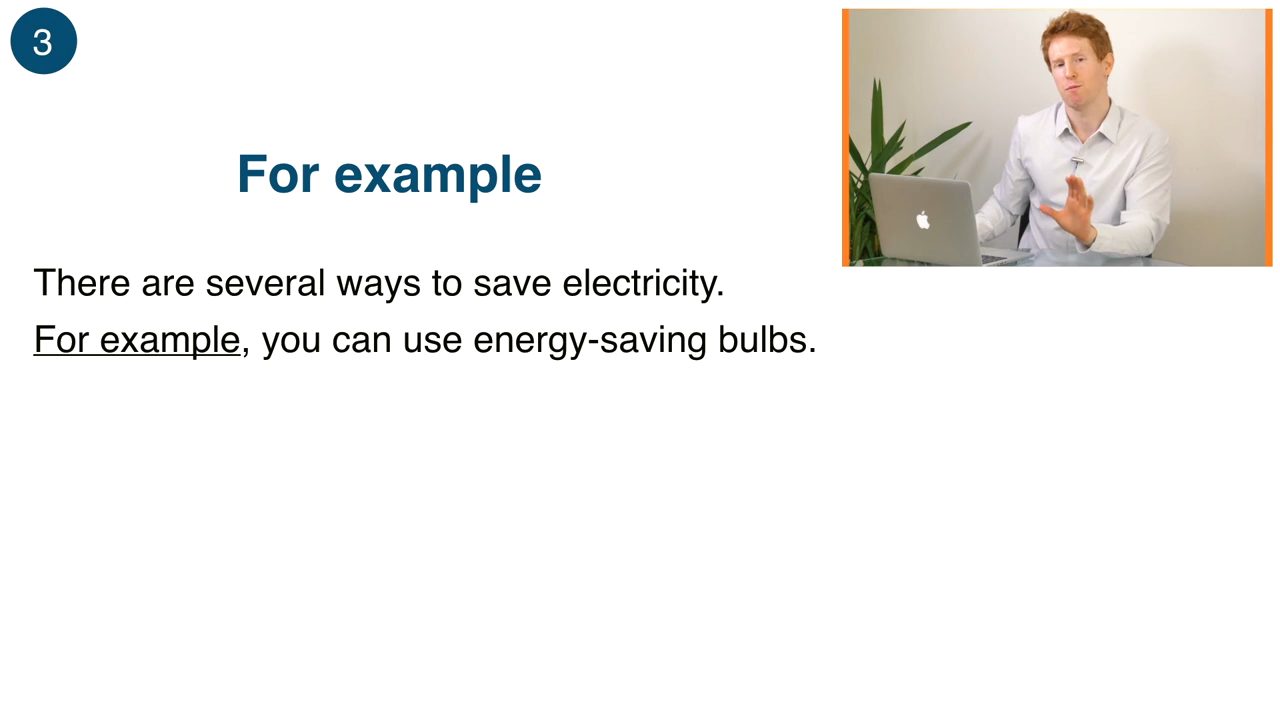 3
For example
There are several ways to save electricity.
For example, you can use energy-saving bulbs.